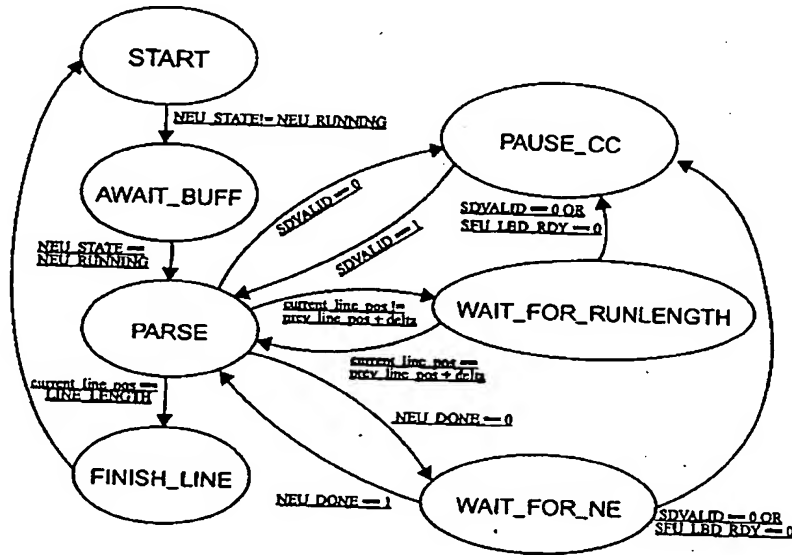 START
NEU_STATE!= NEU_RUNNING
PAUSE_CC
AWAIT_BUFF
SDVALID == 0
SDVALID == 0 OR
SFU_LBD_RDY == 0
NEU_STATE ==
NEU_RUNNING
SDVALID == 1
current_line_pos !=
prev_line_pos + delta
WAIT_FOR_RUNLENGTH
PARSE
current_line_pos ==
prev_line_pos + delta
current_line_pos ==
LINE_LENGTH
NEU_DONE == 0
FINISH_LINE
NEU_DONE == 1
WAIT_FOR_NE
SDVALID == 0 OR
SFU_LBD_RDY == 0